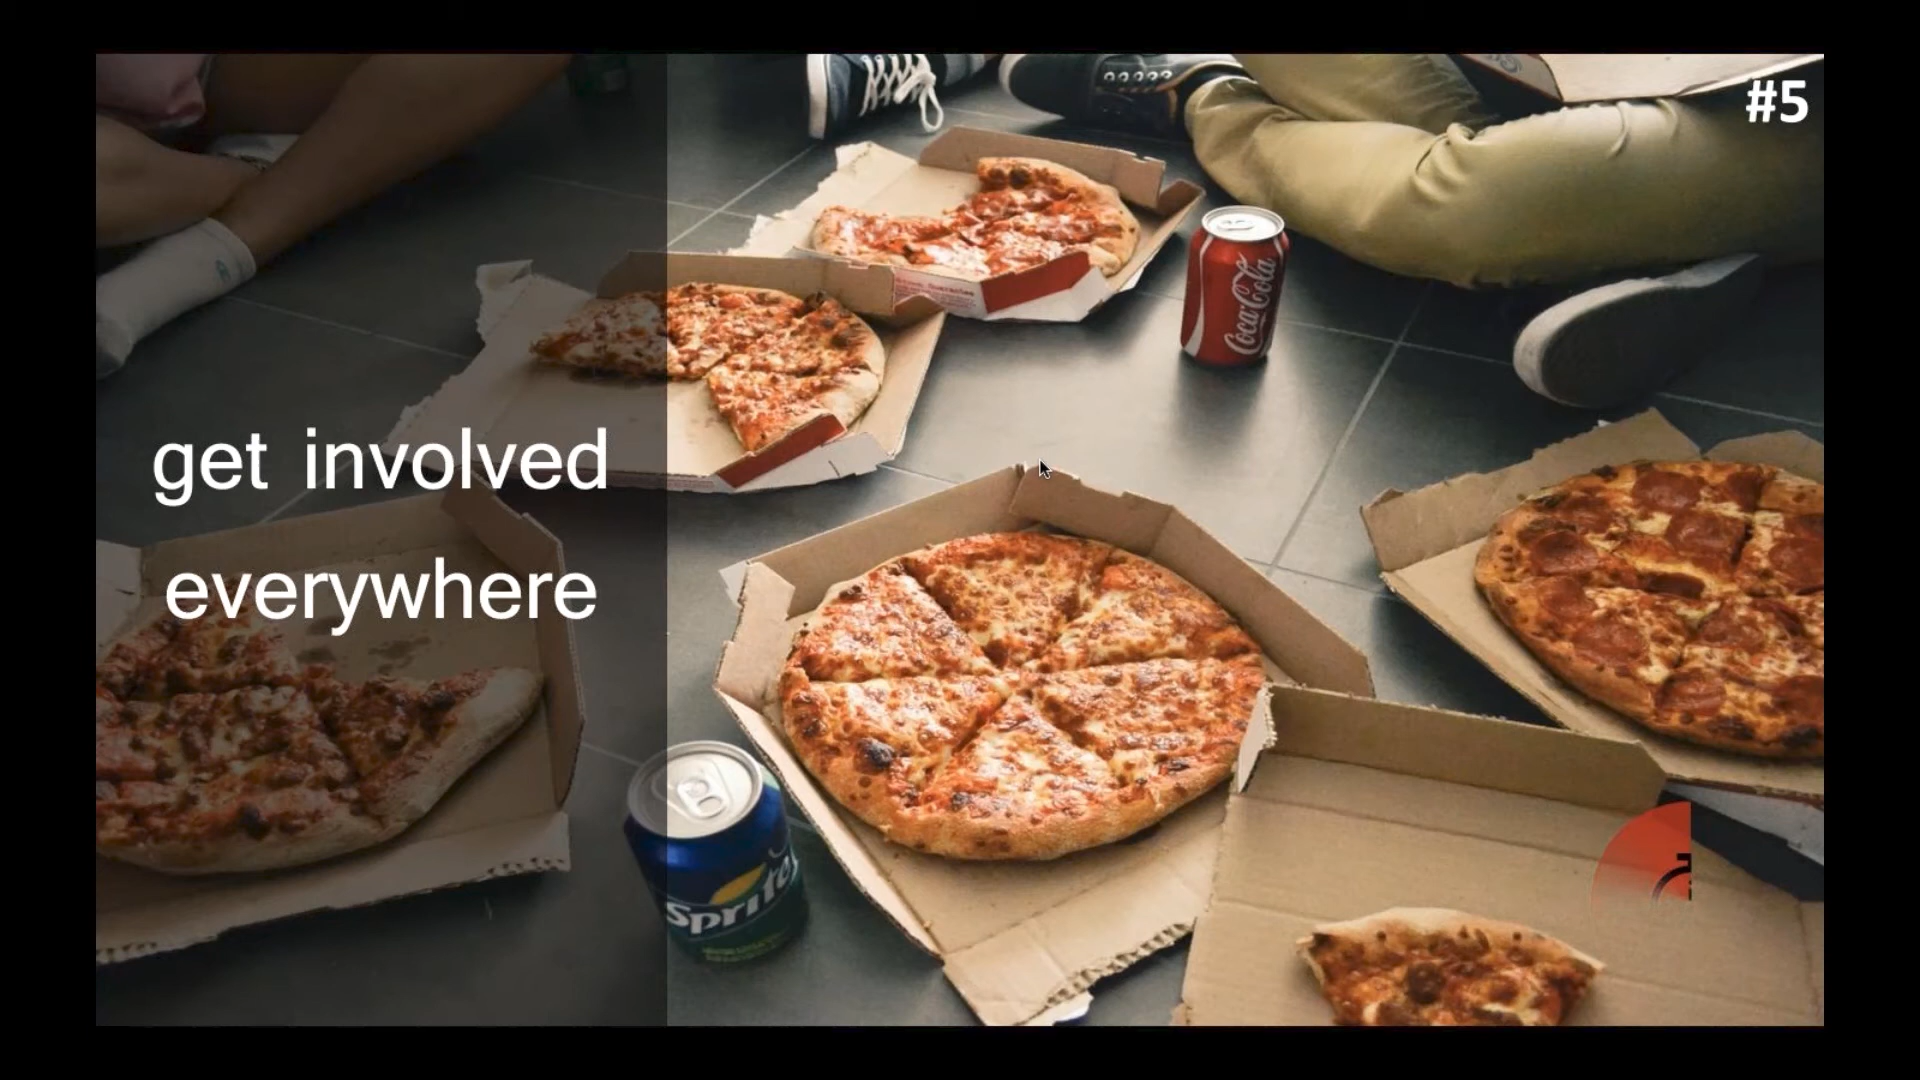 #5
get involved
everywhere
Coca-Cola
Sprite